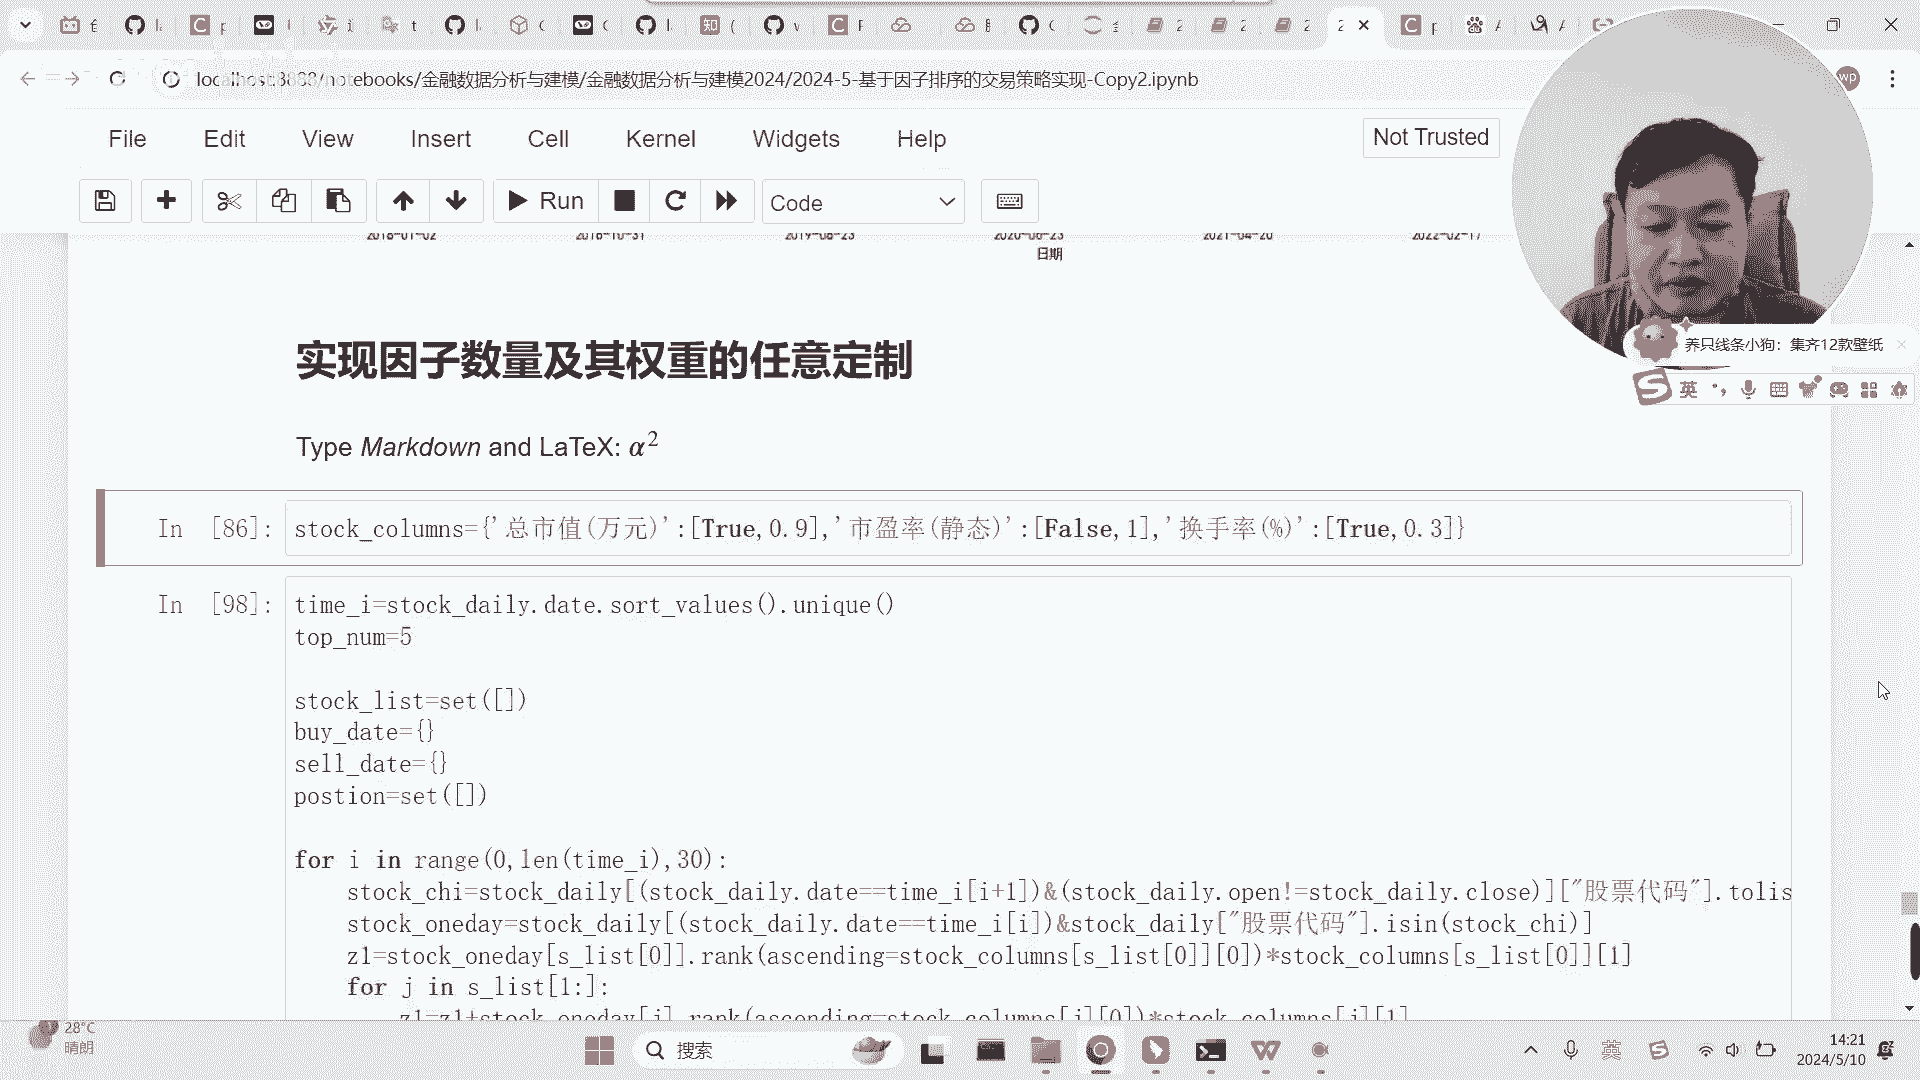 localhost:8888/notebooks/金融数据分析与建模/金融数据分析与建模2024/2024-5-基于因子排序的交易策略实现-Copy2.ipynb
wp
File Edit View Insert Cell Kernel Widgets Help
Not Trusted
Run
Code
2018-01-02 2018-10-31 2019-08-23 2020-06-23 2021-04-20 2022-02-17
日期
养只线条小狗：集齐12款壁纸
英
实现因子数量及其权重的任意定制
Type Markdown and LaTeX: α²
In [86]: stock_columns={'总市值(万元)':[True,0.9],'市盈率(静态)':[False,1],'换手率(%)':[True,0.3]}
In [98]: time_i=stock_daily.date.sort_values().unique()
top_num=5
stock_list=set([])
buy_date={}
sell_date={}
postion=set([])
for i in range(0,len(time_i),30):
stock_chi=stock_daily[(stock_daily.date==time_i[i+1])&(stock_daily.open!=stock_daily.close)]["股票代码"].tolis
stock_oneday=stock_daily[(stock_daily.date==time_i[i])&stock_daily["股票代码"].isin(stock_chi)]
z1=stock_oneday[s_list[0]].rank(ascending=stock_columns[s_list[0]][0])*stock_columns[s_list[0]][1]
for j in s_list[1:]:
z1=z1+stock_oneday[j].rank(ascending=stock_columns[j][0])*stock_columns[j][1]
28°C
晴朗
搜索
英
14:21
2024/5/10